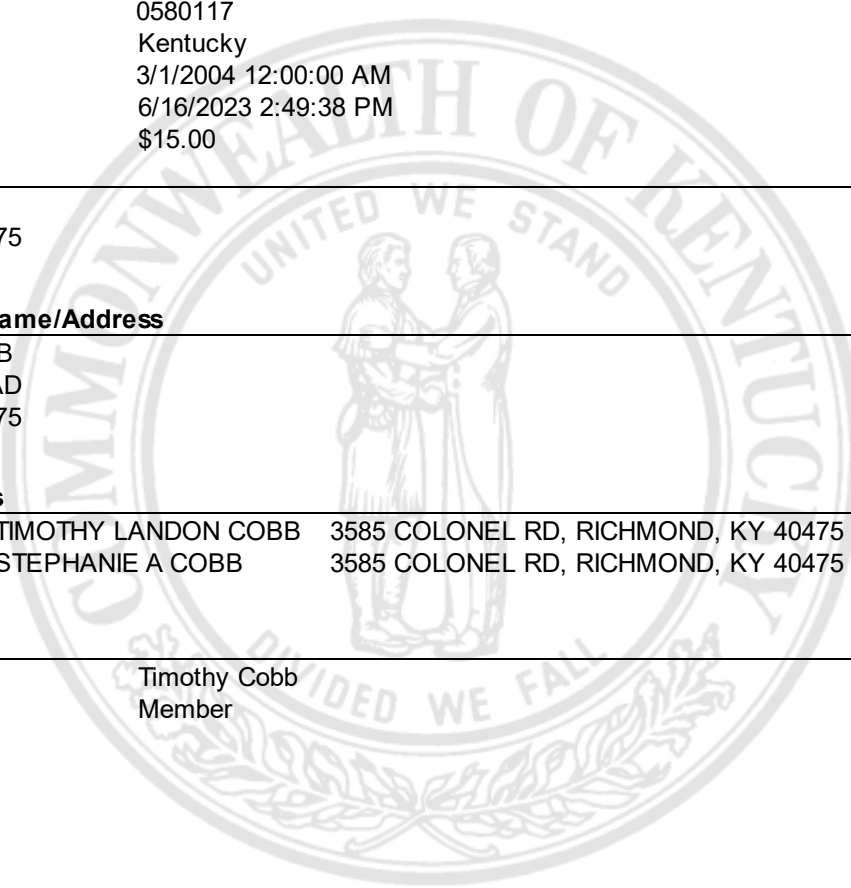 0580117
Kentucky
3/1/2004 12:00:00 AM
6/16/2023 2:49:38 PM
$15.00
75
ame/Address
B
AD
75
s
TIMOTHY LANDON COBB 3585 COLONEL RD, RICHMOND, KY 40475
STEPHANIE A COBB 3585 COLONEL RD, RICHMOND, KY 40475
Timothy Cobb
Member
COMMONWEALTH OF KENTUCKY
UNITED WE STAND
DIVIDED WE FALL